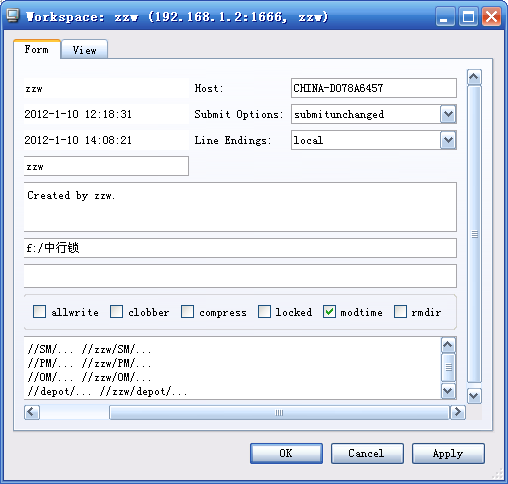 Workspace: zzw (192.168.1.2:1666, zzw)
Form View
zzw Host: CHINA-D078A6457
2012-1-10 12:18:31 Submit Options: submitunchanged
2012-1-10 14:08:21 Line Endings: local
zzw
Created by zzw.
f:/中行锁
allwrite clobber compress locked modtime rmdir
//SM/... //zzw/SM/...
//PM/... //zzw/PM/...
//OM/... //zzw/OM/...
//depot/... //zzw/depot/...
OK Cancel Apply